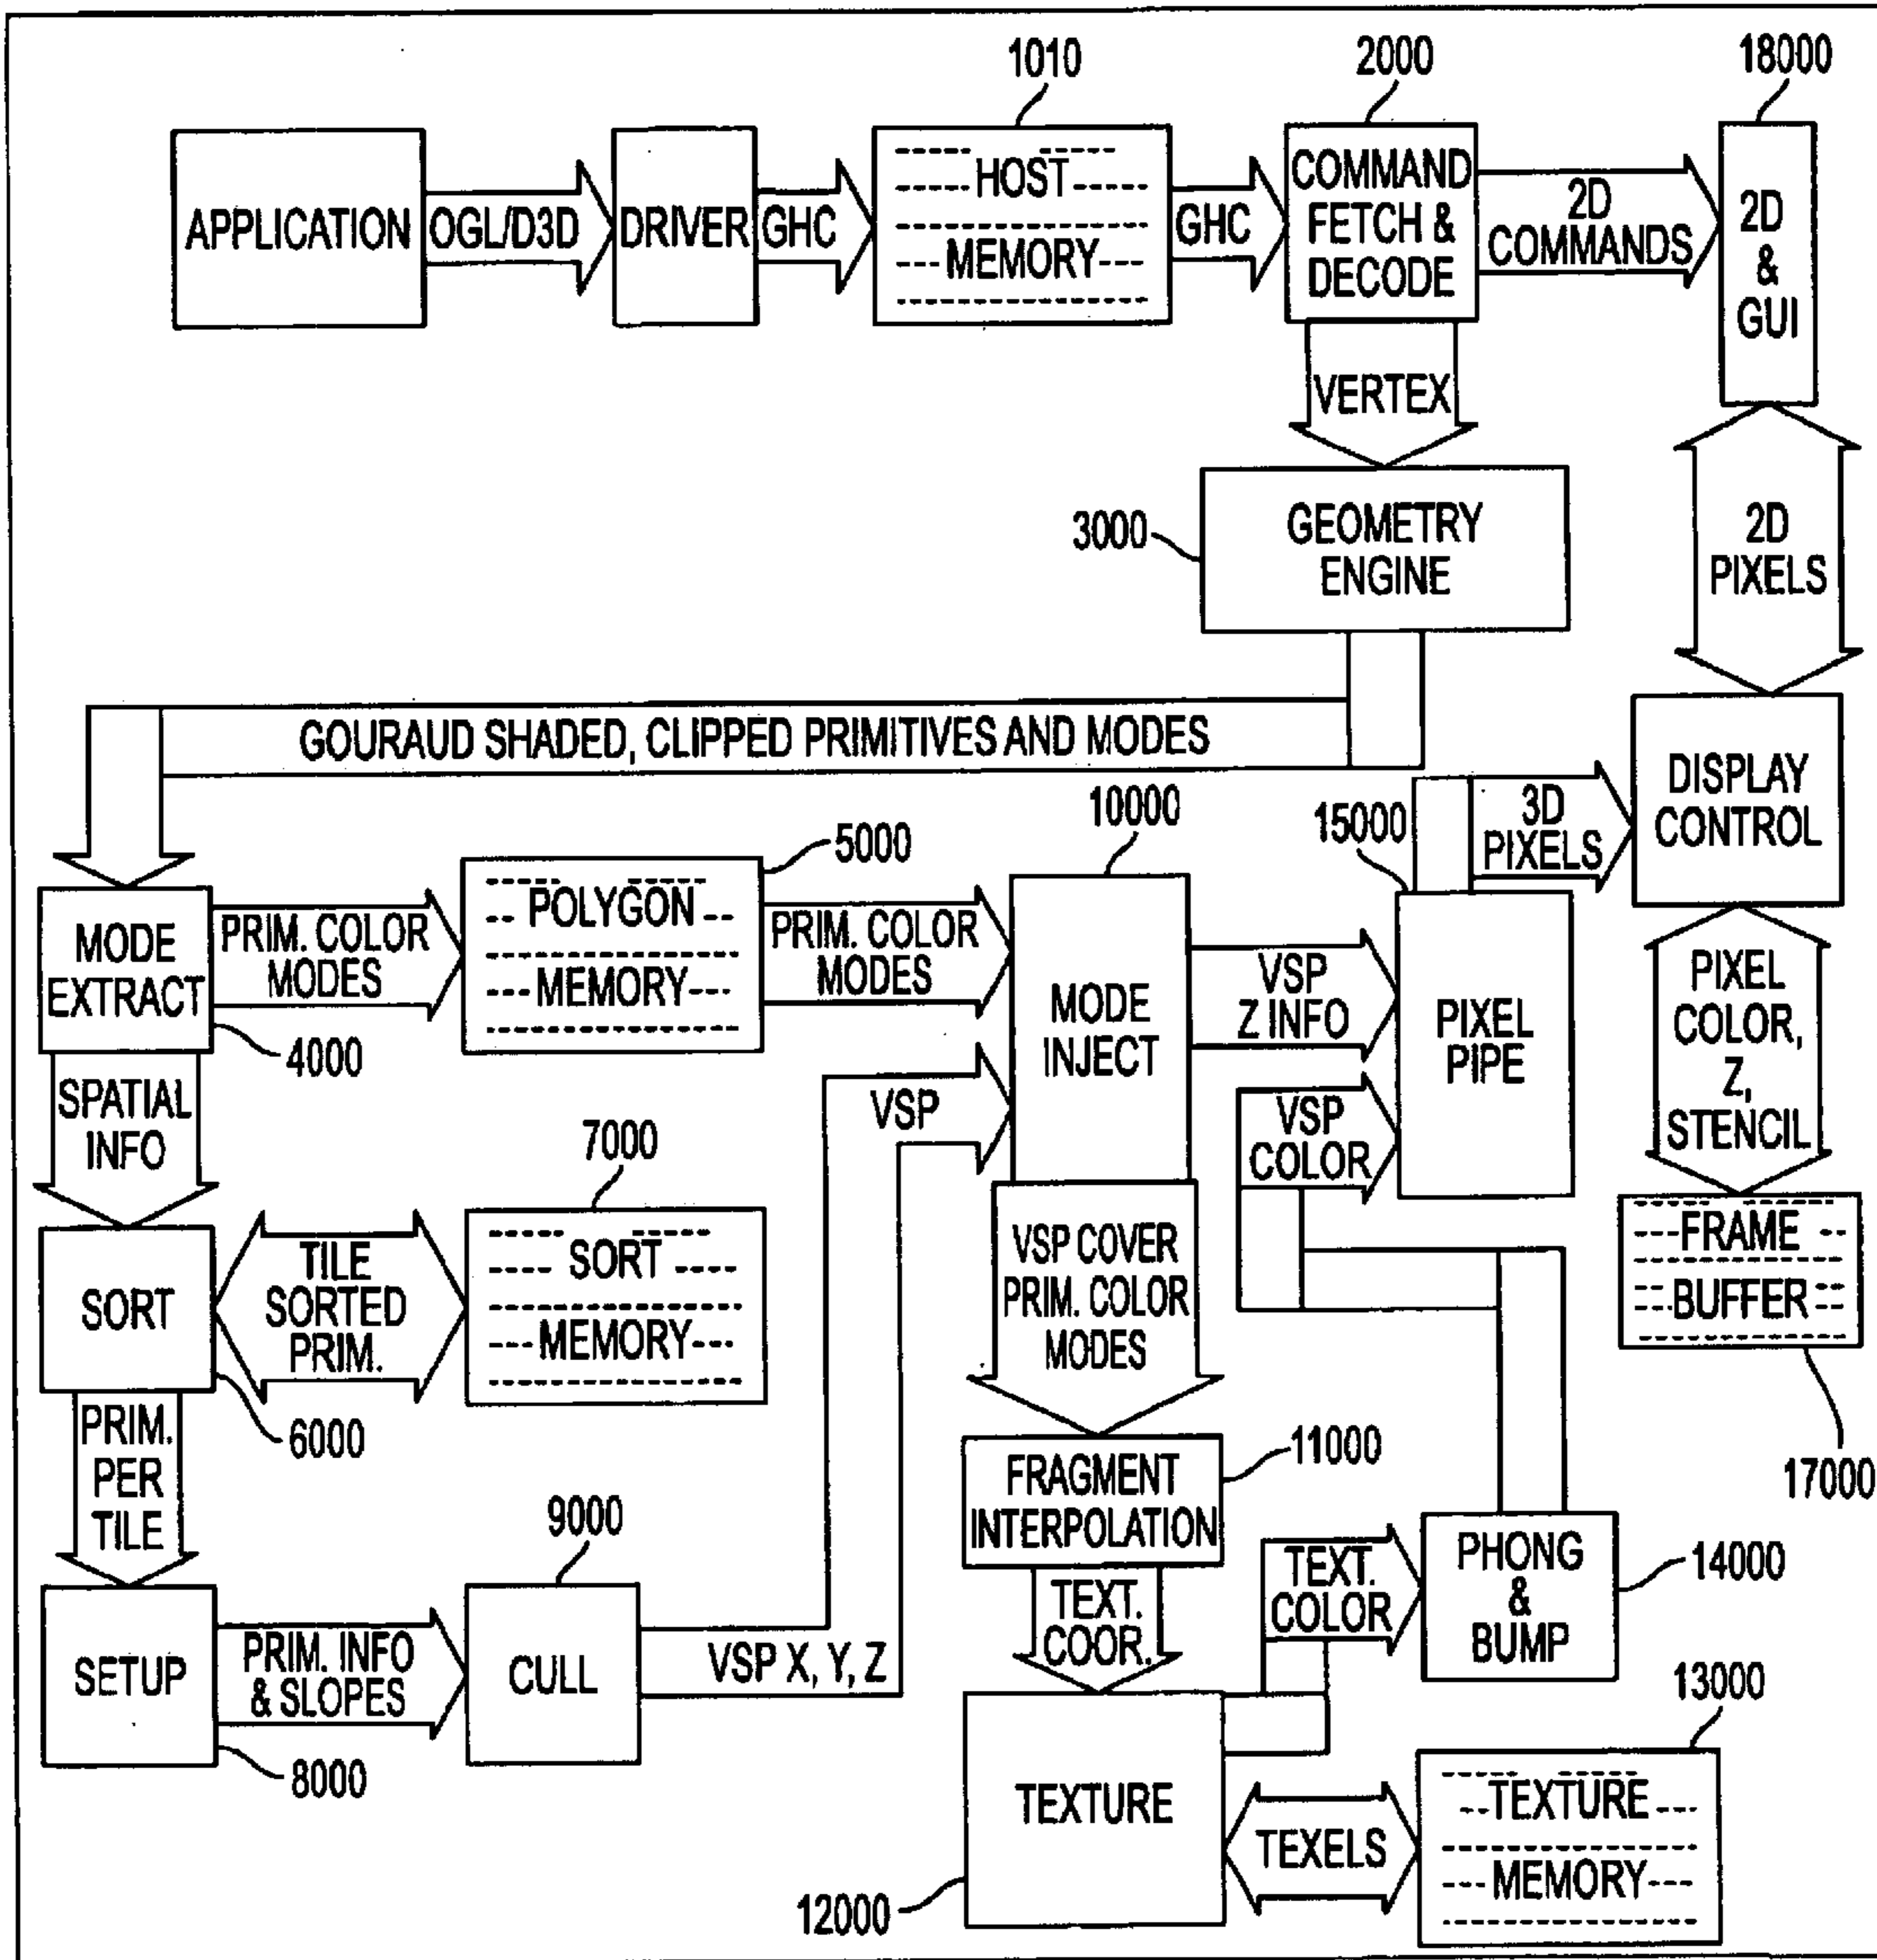 1010
2000
18000
APPLICATION
OGL/D3D
DRIVER
GHC
HOST
MEMORY
GHC
COMMAND
FETCH &
DECODE
2D
COMMANDS
2D
&
GUI
VERTEX
3000
GEOMETRY
ENGINE
2D
PIXELS
GOURAUD SHADED, CLIPPED PRIMITIVES AND MODES
DISPLAY
CONTROL
3D
PIXELS
15000
10000
5000
MODE
EXTRACT
4000
PRIM. COLOR
MODES
POLYGON
MEMORY
PRIM. COLOR
MODES
MODE
INJECT
VSP
Z INFO
PIXEL
PIPE
PIXEL
COLOR,
Z,
STENCIL
SPATIAL
INFO
VSP
VSP
COLOR
7000
SORT
6000
TILE
SORTED
PRIM.
SORT
MEMORY
VSP COVER
PRIM. COLOR
MODES
FRAME
BUFFER
17000
PRIM.
PER
TILE
9000
FRAGMENT
INTERPOLATION
11000
SETUP
8000
PRIM. INFO
& SLOPES
CULL
VSP X, Y, Z
TEXT.
COOR.
TEXT.
COLOR
PHONG
&
BUMP
14000
13000
TEXTURE
12000
TEXELS
TEXTURE
MEMORY